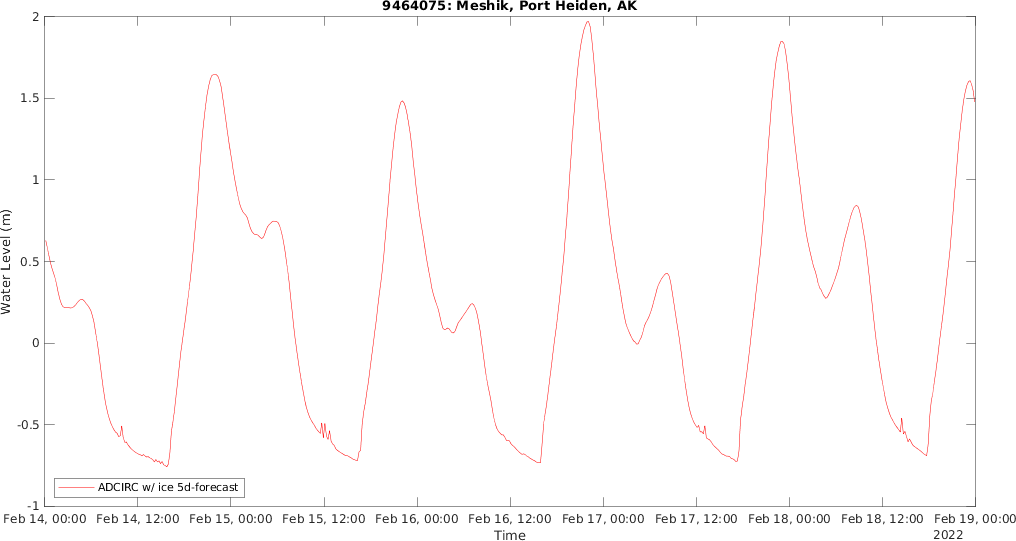 9464075: Meshik, Port Heiden, AK
Water Level (m)
2
1.5
1
0.5
0
-0.5
-1
ADCIRC w/ ice 5d-forecast
Feb 14, 00:00 Feb 14, 12:00 Feb 15, 00:00 Feb 15, 12:00 Feb 16, 00:00 Feb 16, 12:00 Feb 17, 00:00 Feb 17, 12:00 Feb 18, 00:00 Feb 18, 12:00 Feb 19, 00:00
Time
2022